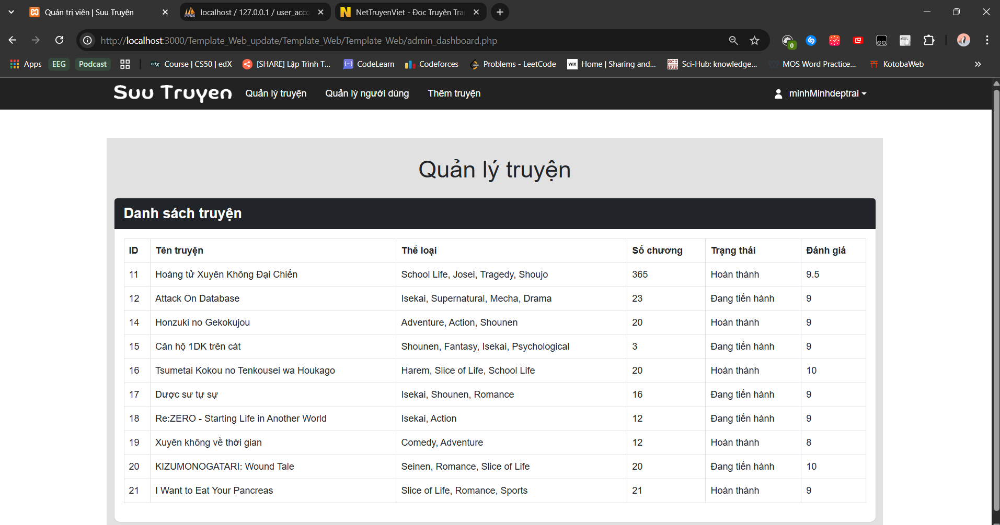 Quản trị viên | Suu Truyện
localhost / 127.0.0.1 / user_acco
NetTruyenViet - Đọc Truyện Tra
http://localhost:3000/Template_Web_update/Template_Web/Template-Web/admin_dashboard.php
0
Apps EEG Podcast edX Course | CS50 | edX [SHARE] Lập Trình T... CodeLearn Codeforces Problems - LeetCode WiX Home | Sharing and... SCI HUB Sci-Hub: knowledge... MOS Word Practice... KotobaWeb
Suu Truyen Quản lý truyện Quản lý người dùng Thêm truyện minhMinhdeptrai
Quản lý truyện
Danh sách truyện
ID Tên truyện Thể loại Số chương Trạng thái Đánh giá
11 Hoàng tử Xuyên Không Đại Chiến School Life, Josei, Tragedy, Shoujo 365 Hoàn thành 9.5
12 Attack On Database Isekai, Supernatural, Mecha, Drama 23 Đang tiến hành 9
14 Honzuki no Gekokujou Adventure, Action, Shounen 20 Hoàn thành 9
15 Căn hộ 1DK trên cát Shounen, Fantasy, Isekai, Psychological 3 Đang tiến hành 9
16 Tsumetai Kokou no Tenkousei wa Houkago Harem, Slice of Life, School Life 20 Hoàn thành 10
17 Dược sư tự sự Isekai, Shounen, Romance 16 Đang tiến hành 9
18 Re:ZERO - Starting Life in Another World Isekai, Action 12 Đang tiến hành 9
19 Xuyên không về thời gian Comedy, Adventure 12 Hoàn thành 8
20 KIZUMONOGATARI: Wound Tale Seinen, Romance, Slice of Life 20 Đang tiến hành 10
21 I Want to Eat Your Pancreas Slice of Life, Romance, Sports 21 Hoàn thành 9